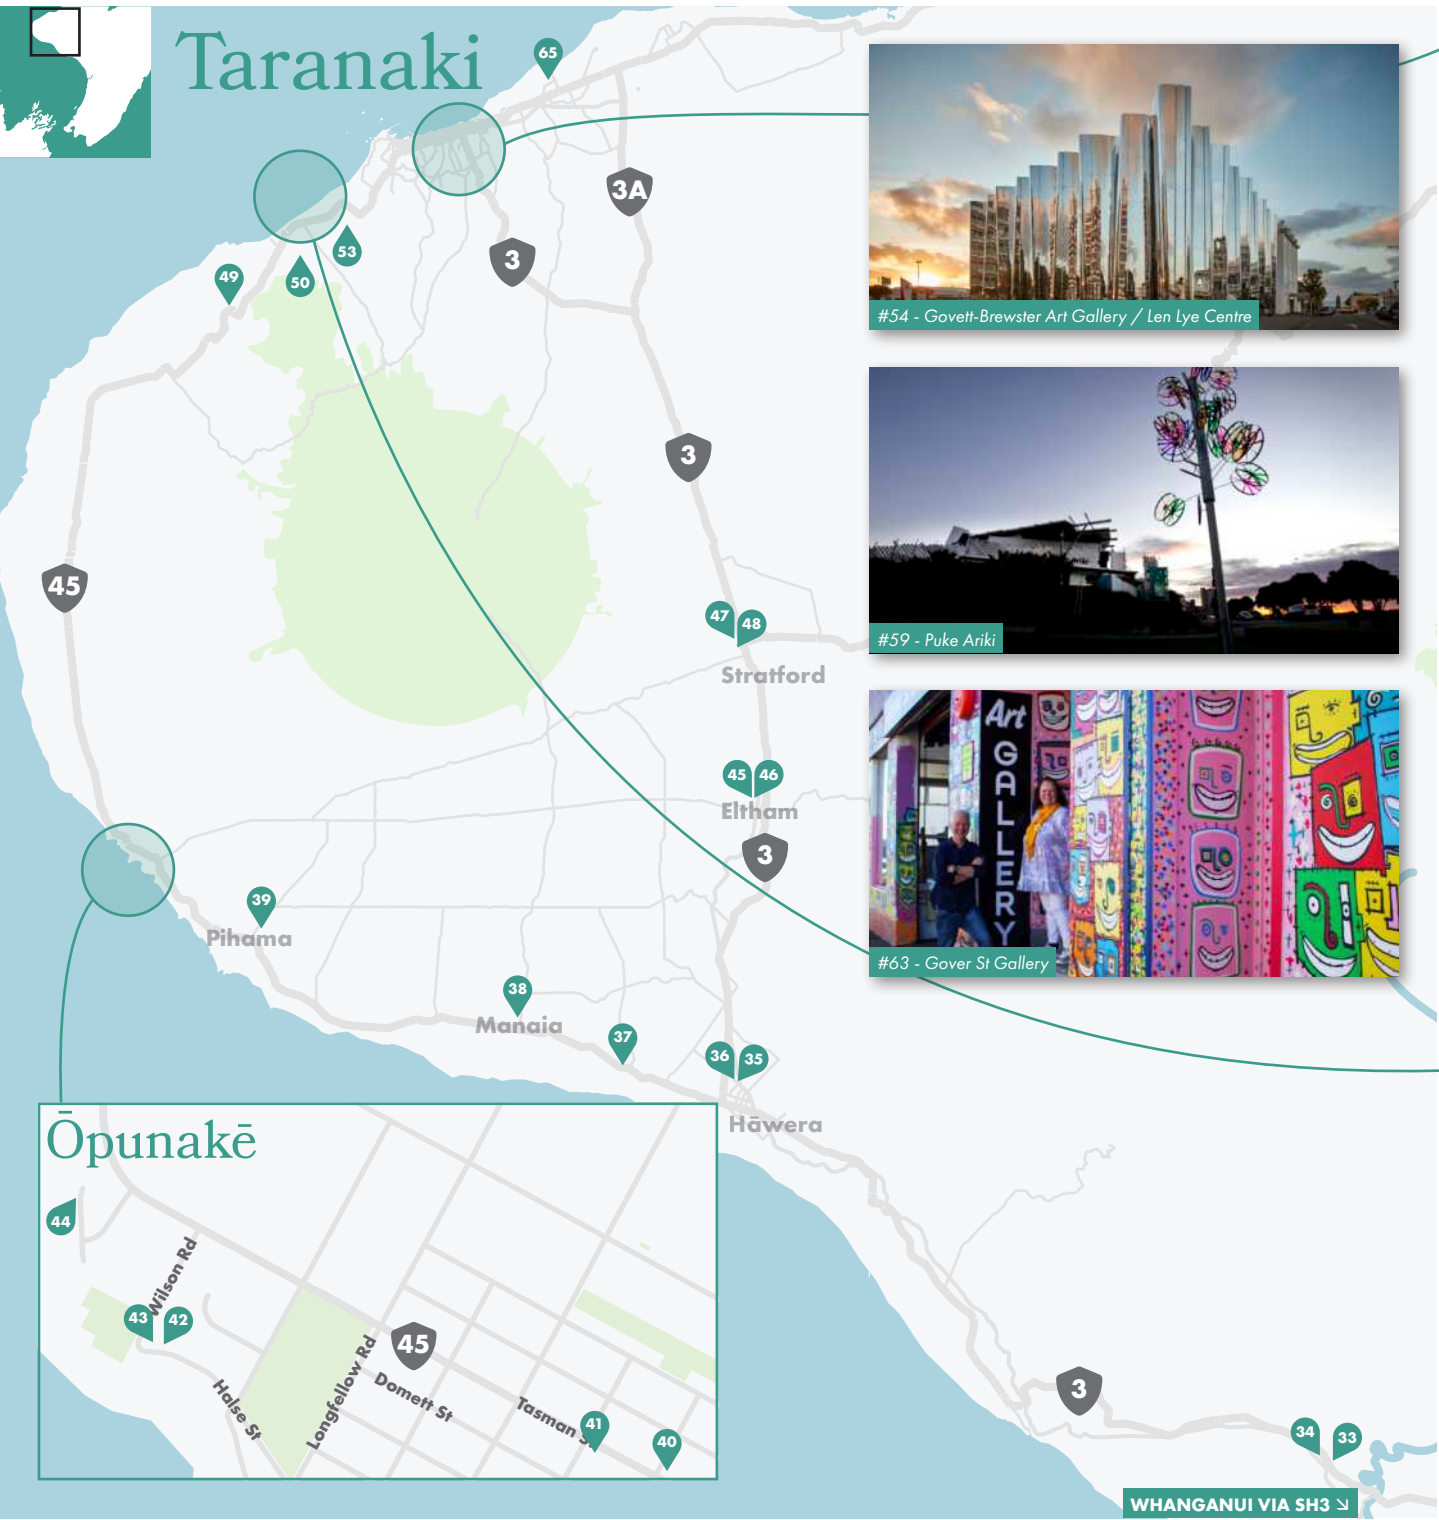 Taranaki
65
3A
3
53
50
49
#54 - Govett-Brewster Art Gallery / Len Lye Centre
3
45
47
48
Stratford
#59 - Puke Ariki
45
46
Eltham
3
39
Pihama
Art
GALLERY
#63 - Gover St Gallery
38
Manaia
37
36
35
Hāwera
Ōpunakē
44
Wilson Rd
43
42
45
Halse St
Longfellow Rd
Domett St
Tasman S
41
40
3
34
33
WHANGANUI VIA SH3